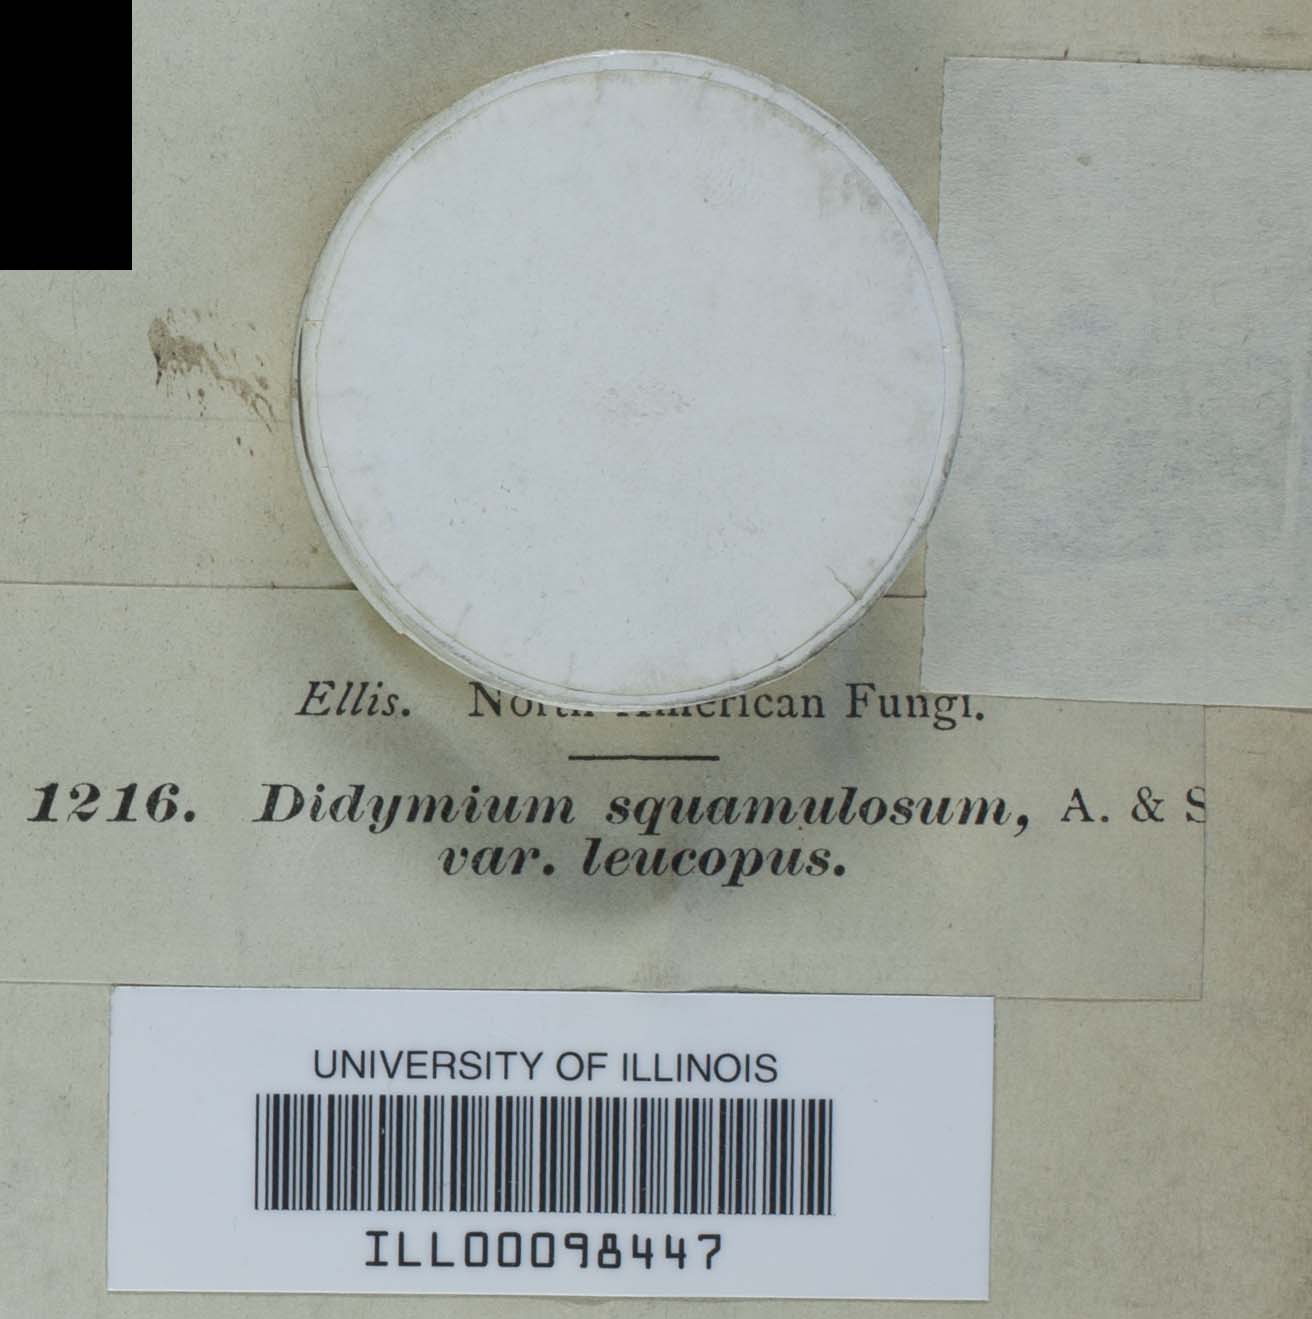 Ellis. North American Fungi.
1216. Didymium squamulosum, A. & S
var. leucopus.
UNIVERSITY OF ILLINOIS
ILL00098447